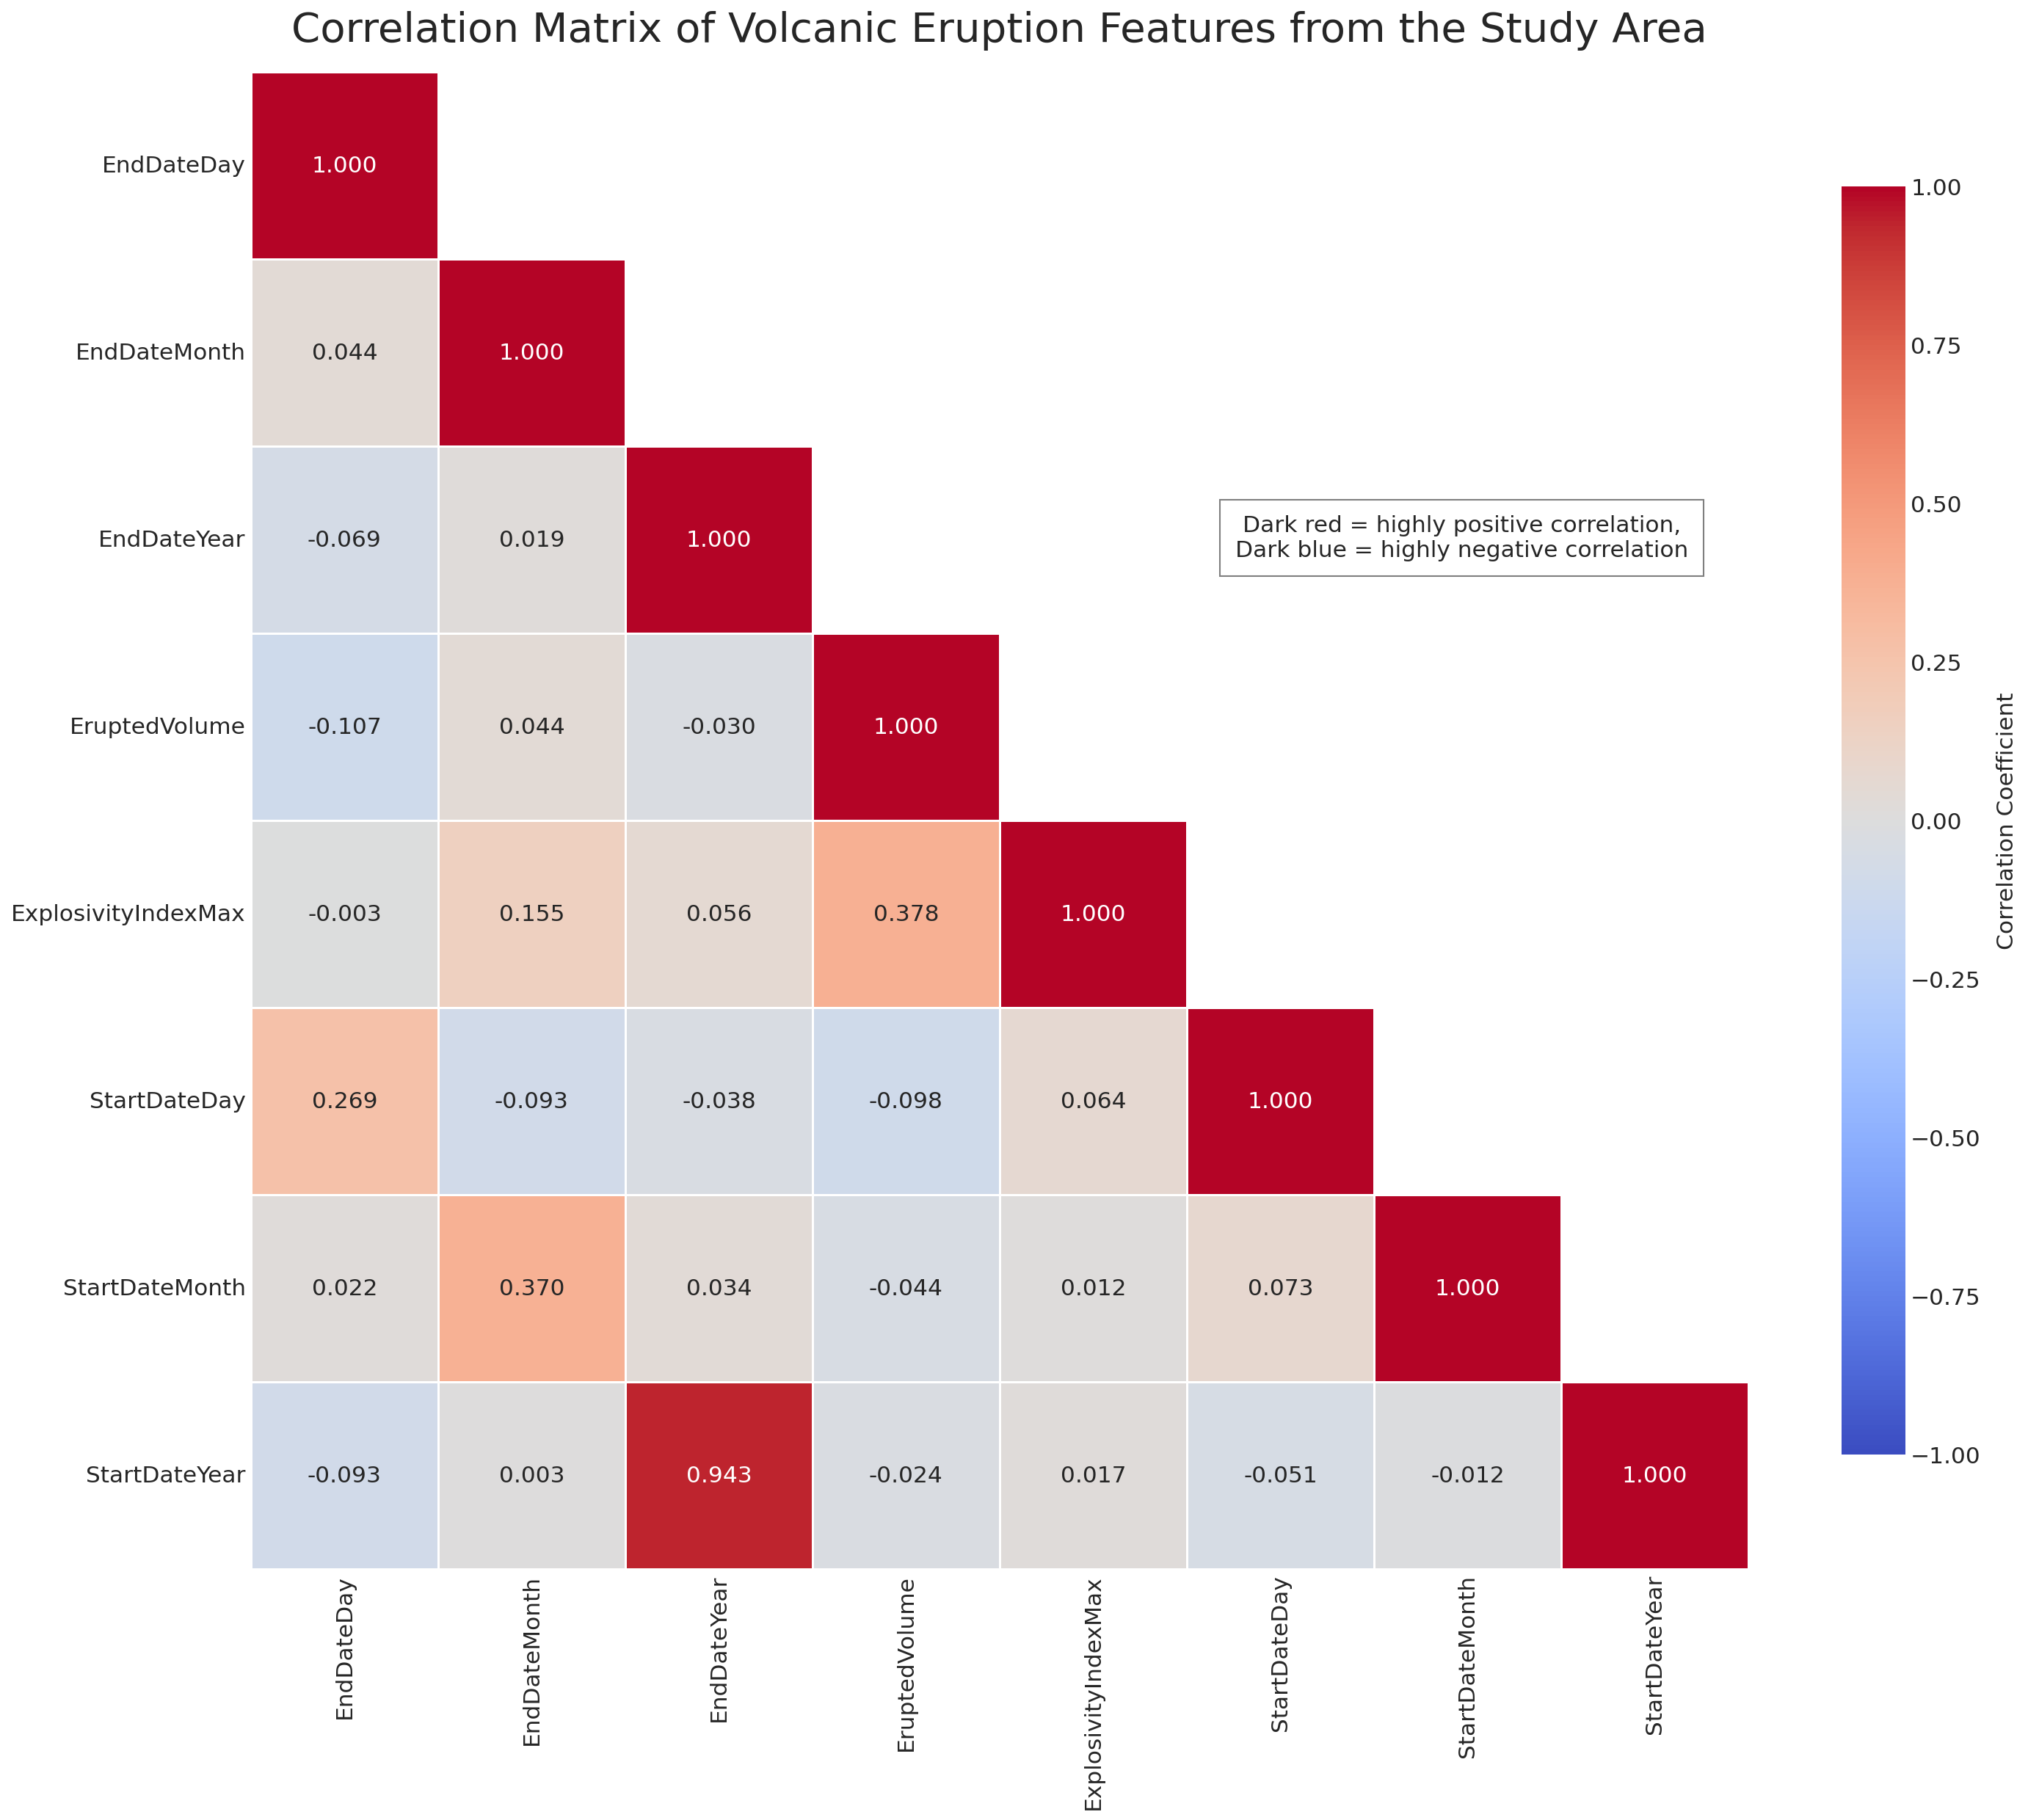 Correlation Matrix of Volcanic Eruption Features from the Study Area
EndDateDay
1.000
EndDateMonth
0.044 1.000
EndDateYear
-0.069 0.019 1.000
Dark red = highly positive correlation,
Dark blue = highly negative correlation
EruptedVolume
-0.107 0.044 -0.030 1.000
ExplosivityIndexMax
-0.003 0.155 0.056 0.378 1.000
StartDateDay
0.269 -0.093 -0.038 -0.098 0.064 1.000
StartDateMonth
0.022 0.370 0.034 -0.044 0.012 0.073 1.000
StartDateYear
-0.093 0.003 0.943 -0.024 0.017 -0.051 -0.012 1.000
EndDateDay
EndDateMonth
EndDateYear
EruptedVolume
ExplosivityIndexMax
StartDateDay
StartDateMonth
StartDateYear
1.00
0.75
0.50
0.25
0.00
−0.25
−0.50
−0.75
−1.00
Correlation Coefficient